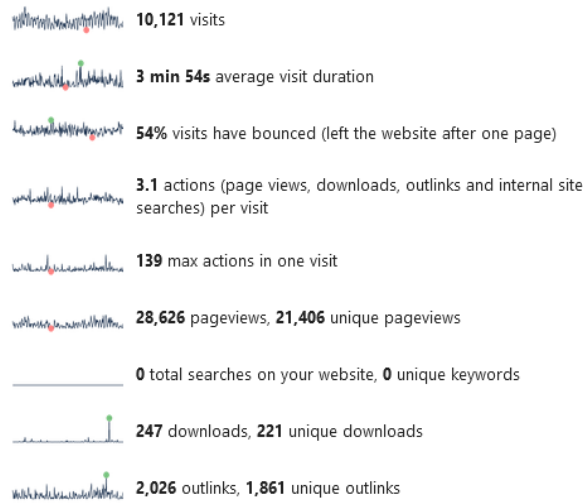 10,121 visits
3 min 54s average visit duration
54% visits have bounced (left the website after one page)
3.1 actions (page views, downloads, outlinks and internal site
searches) per visit
139 max actions in one visit
28,626 pageviews, 21,406 unique pageviews
0 total searches on your website, 0 unique keywords
247 downloads, 221 unique downloads
2,026 outlinks, 1,861 unique outlinks